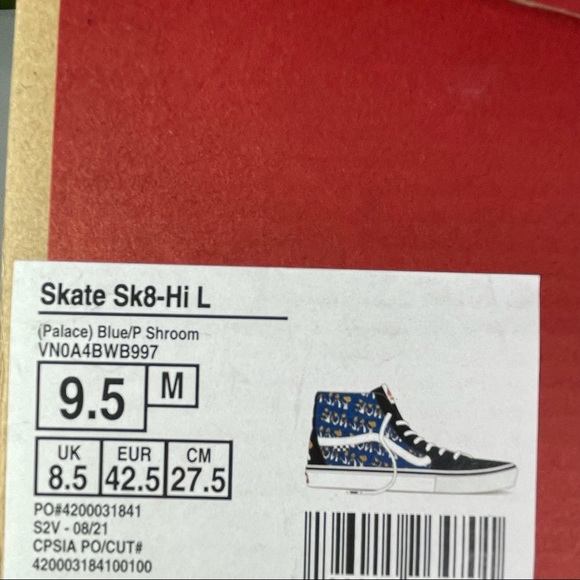 Skate Sk8-Hi L
(Palace) Blue/P Shroom
VN0A4BWB997
9.5 M
UK EUR CM
8.5 42.5 27.5
PO#4200031841
S2V - 08/21
CPSIA PO/CUT#
420003184100100